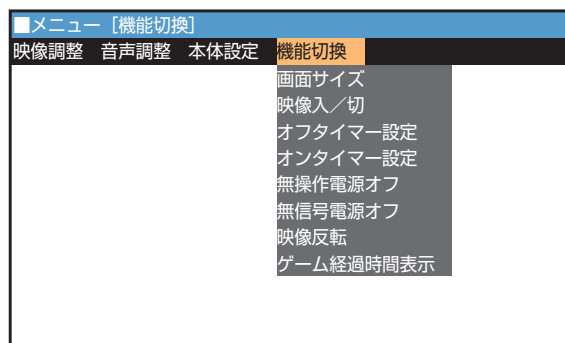 ■メニュー［機能切換］
映像調整 音声調整 本体設定 機能切換
画面サイズ
映像入／切
オフタイマー設定
オンタイマー設定
無操作電源オフ
無信号電源オフ
映像反転
ゲーム経過時間表示